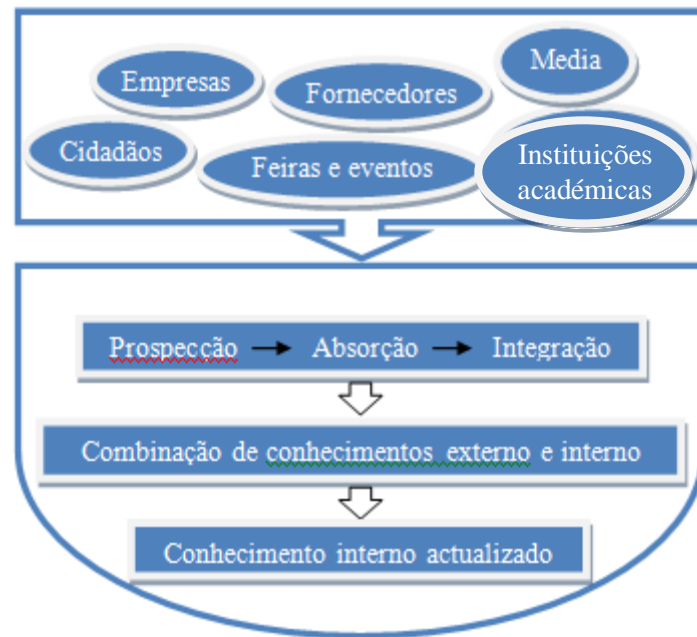 Media
Empresas
Fornecedores
Cidadãos
Feiras e eventos
Instituições
académicas
Prospecção → Absorção → Integração
Combinação de conhecimentos externo e interno
Conhecimento interno actualizado